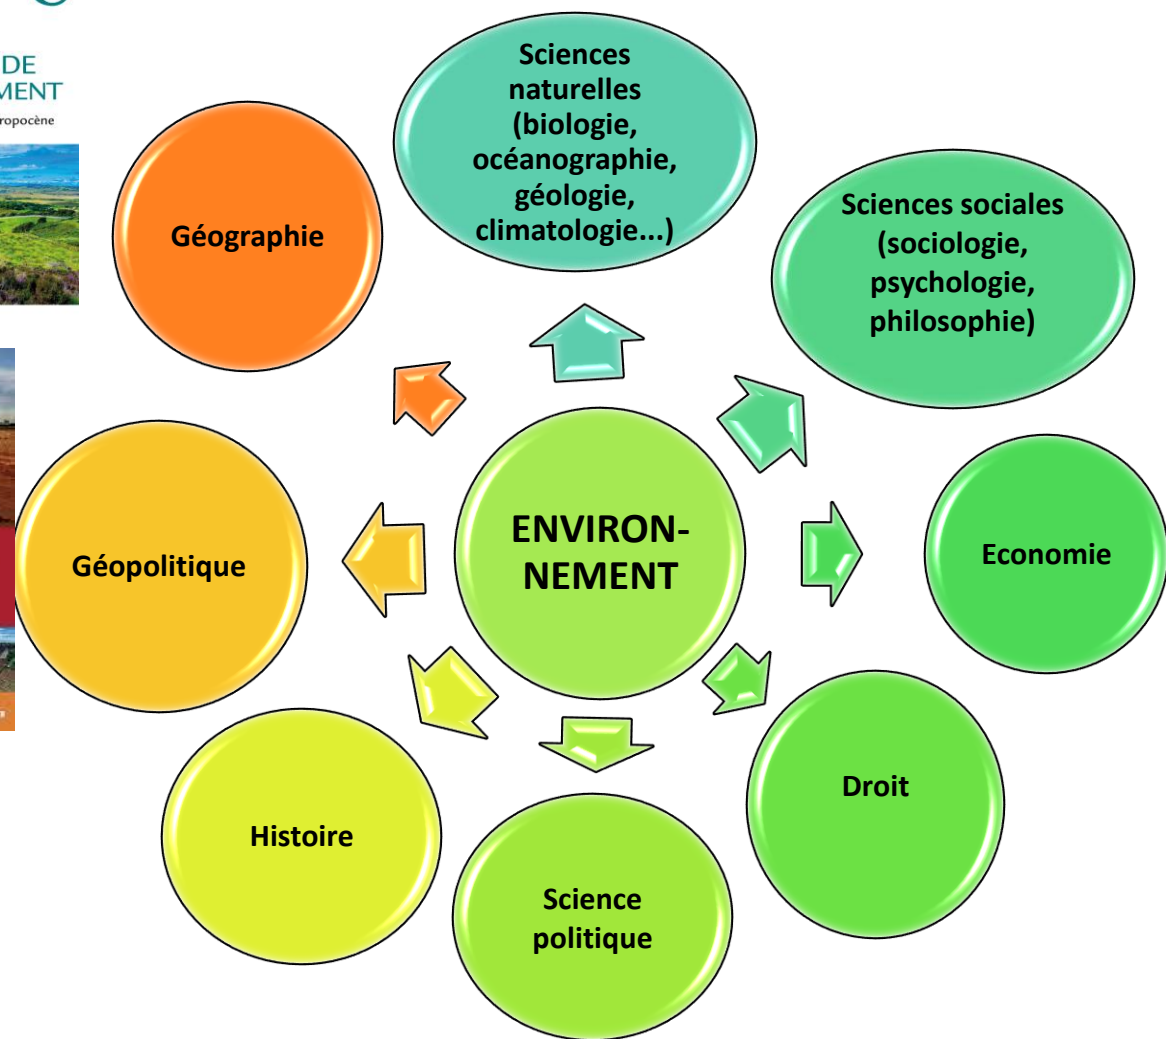 DE
MENT
ropocène
Sciences
naturelles
(biologie,
océanographie,
géologie,
climatologie...)
Géographie
Sciences sociales
(sociologie,
psychologie,
philosophie)
ENVIRON-
NEMENT
Géopolitique
Economie
Histoire
Droit
Science
politique